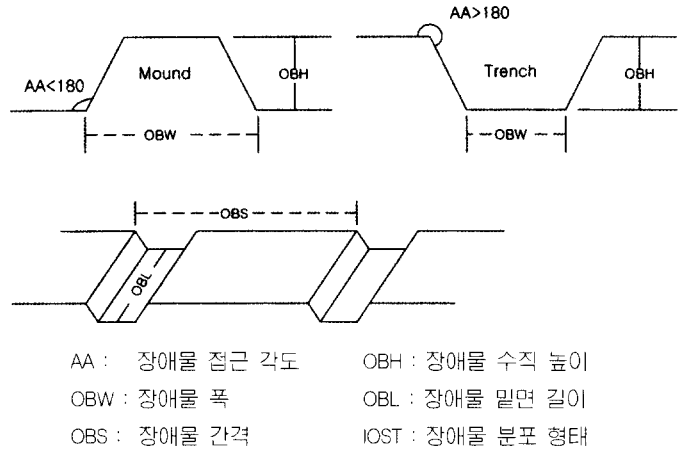 AA>180
AA<180
Mound
OBH
Trench
OBH
OBW
OBW
OBS
OBL
AA : 장애물 접근 각도
OBH : 장애물 수직 높이
OBW : 장애물 폭
OBL : 장애물 밑면 길이
OBS : 장애물 간격
IOST : 장애물 분포 형태